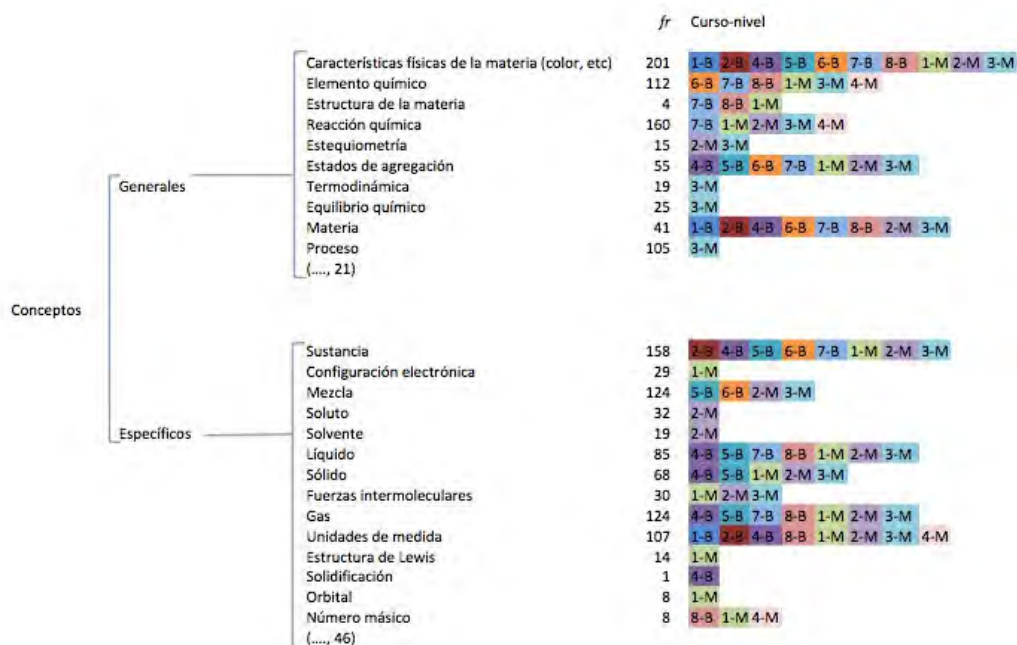 fr Curso-nivel
Características físicas de la materia (color, etc) 201 1-B 2-B 4-B 5-B 6-B 7-B 8-B 1-M 2-M 3-M
Elemento químico 112 6-B 7-B 8-B 1-M 3-M 4-M
Estructura de la materia 4 7-B 8-B 1-M
Reacción química 160 7-B 1-M 2-M 3-M 4-M
Estequiometría 15 2-M 3-M
Estados de agregación 55 4-B 5-B 6-B 7-B 1-M 2-M 3-M
Generales
Termodinámica 19 3-M
Equilibrio químico 25 3-M
Materia 41 1-B 2-B 4-B 6-B 7-B 8-B 2-M 3-M
Proceso 105 3-M
(...., 21)
Conceptos
Sustancia 158 2-B 4-B 5-B 6-B 7-B 1-M 2-M 3-M
Configuración electrónica 29 1-M
Mezcla 124 5-B 6-B 2-M 3-M
Soluto 32 2-M
Específicos
Solvente 19 2-M
Líquido 85 4-B 5-B 7-B 8-B 1-M 2-M 3-M
Sólido 68 4-B 5-B 1-M 2-M 3-M
Fuerzas intermoleculares 30 1-M 2-M 3-M
Gas 124 4-B 5-B 7-B 8-B 1-M 2-M 3-M
Unidades de medida 107 1-B 2-B 4-B 8-B 1-M 2-M 3-M 4-M
Estructura de Lewis 14 1-M
Solidificación 1 4-B
Orbital 8 1-M
Número másico 8 8-B 1-M 4-M
(...., 46)